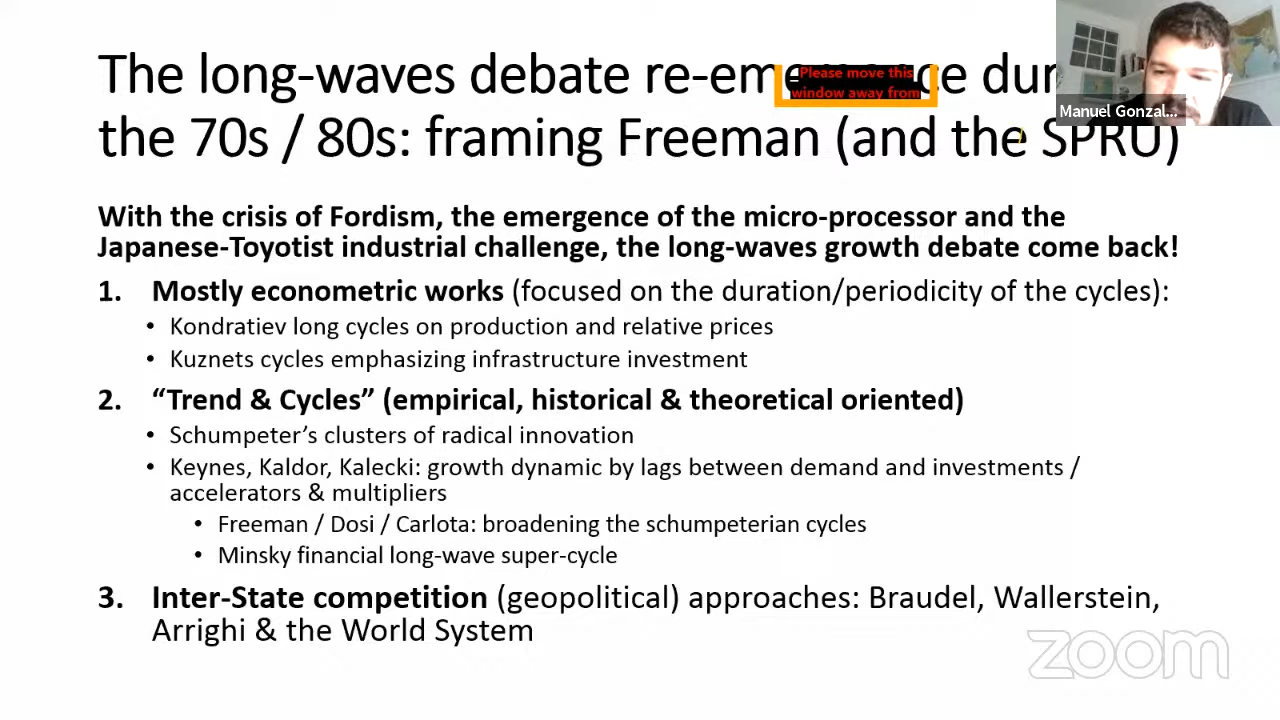 The long-waves debate re-eme ce dur
the 70s / 80s: framing Freeman (and the SPRU)
Please move this
window away from
Manuel Gonzal...
With the crisis of Fordism, the emergence of the micro-processor and the
Japanese-Toyotist industrial challenge, the long-waves growth debate come back!
1. Mostly econometric works (focused on the duration/periodicity of the cycles):
• Kondratiev long cycles on production and relative prices
• Kuznets cycles emphasizing infrastructure investment
2. “Trend & Cycles” (empirical, historical & theoretical oriented)
• Schumpeter’s clusters of radical innovation
• Keynes, Kaldor, Kalecki: growth dynamic by lags between demand and investments /
accelerators & multipliers
• Freeman / Dosi / Carlota: broadening the schumpeterian cycles
• Minsky financial long-wave super-cycle
3. Inter-State competition (geopolitical) approaches: Braudel, Wallerstein,
Arrighi & the World System
zoom